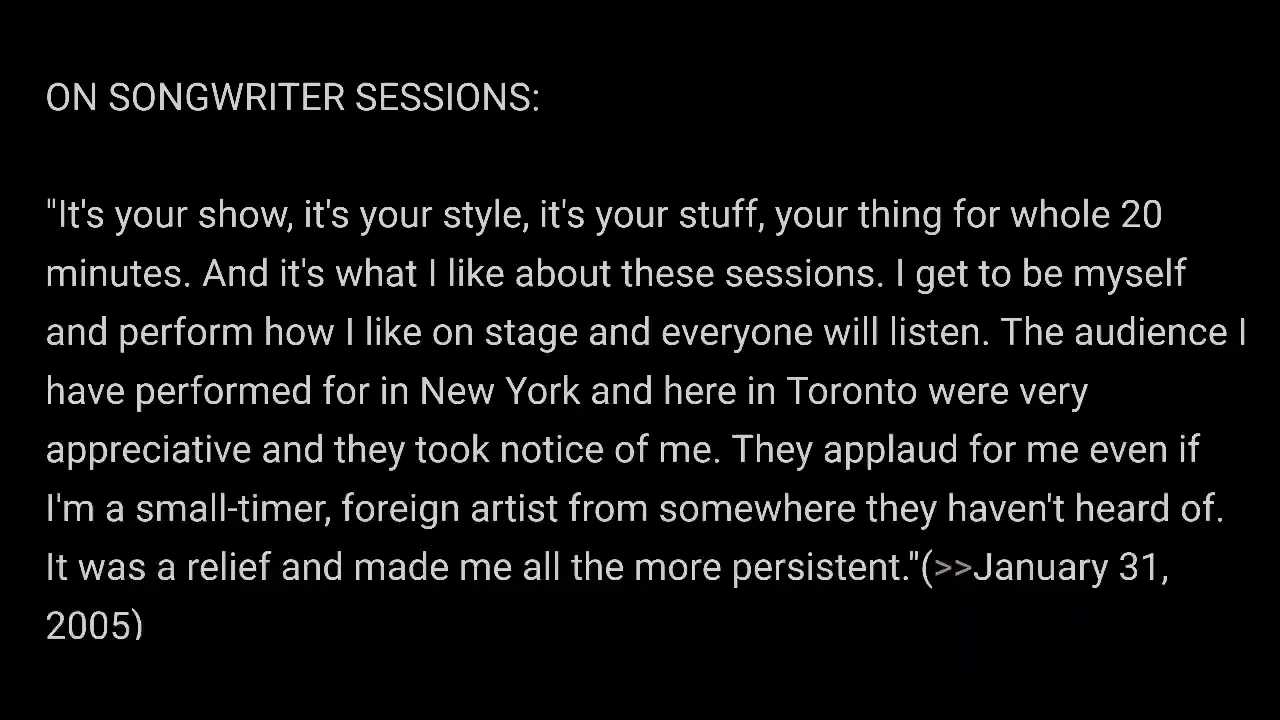 ON SONGWRITER SESSIONS:
"It's your show, it's your style, it's your stuff, your thing for whole 20
minutes. And it's what I like about these sessions. I get to be myself
and perform how I like on stage and everyone will listen. The audience I
have performed for in New York and here in Toronto were very
appreciative and they took notice of me. They applaud for me even if
I'm a small-timer, foreign artist from somewhere they haven't heard of.
It was a relief and made me all the more persistent."(>>January 31,
2005)